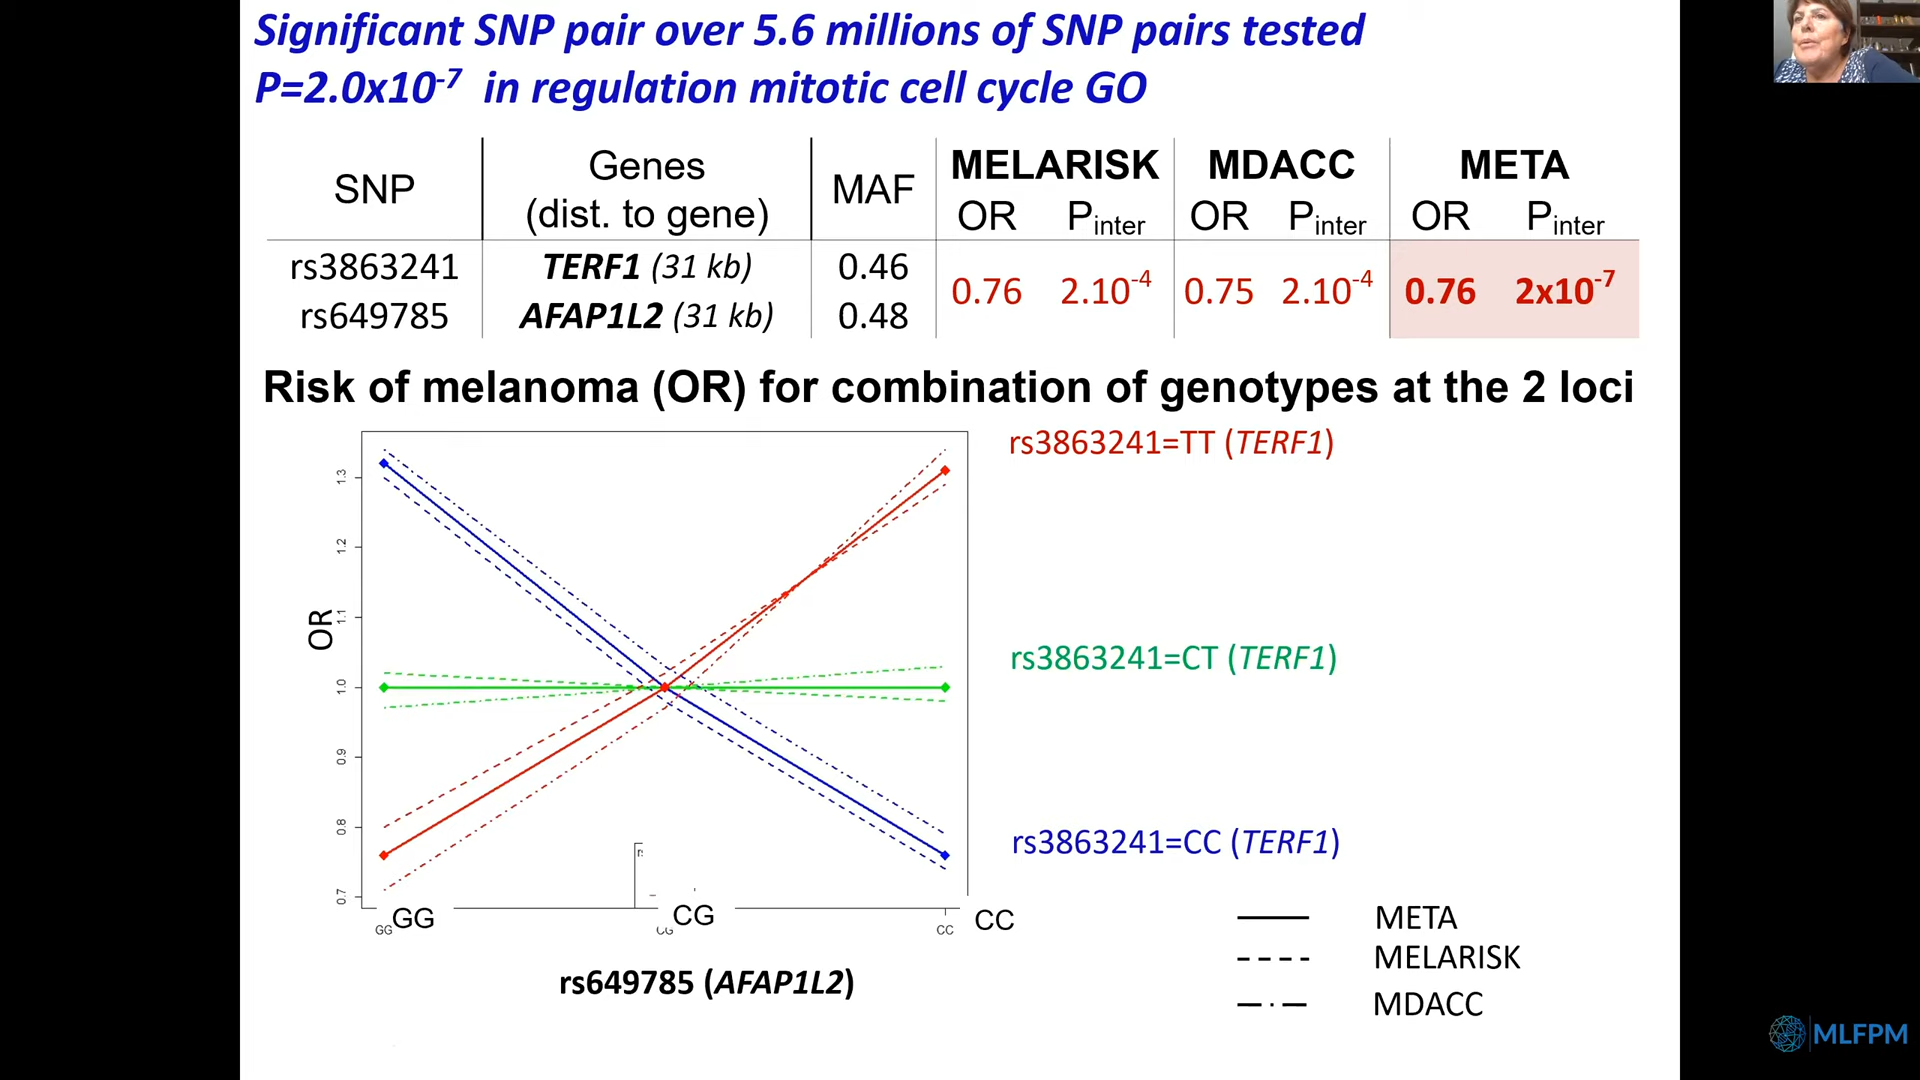 Significant SNP pair over 5.6 millions of SNP pairs tested
P=2.0x10⁻⁷ in regulation mitotic cell cycle GO
SNP
Genes
(dist. to gene)
MAF
MELARISK
OR Pinter
MDACC
OR Pinter
META
OR Pinter
rs3863241
TERF1 (31 kb)
0.46
rs649785
AFAP1L2 (31 kb)
0.48
0.76 2.10⁻⁴
0.75 2.10⁻⁴
0.76 2x10⁻⁷
Risk of melanoma (OR) for combination of genotypes at the 2 loci
OR
1.3
1.2
1.1
1.0
0.9
0.8
0.7
rs3863241=TT (TERF1)
rs3863241=CT (TERF1)
rs3863241=CC (TERF1)
GG
CG
CC
GG
CG
CC
rs649785 (AFAP1L2)
META
MELARISK
MDACC
MLFPM